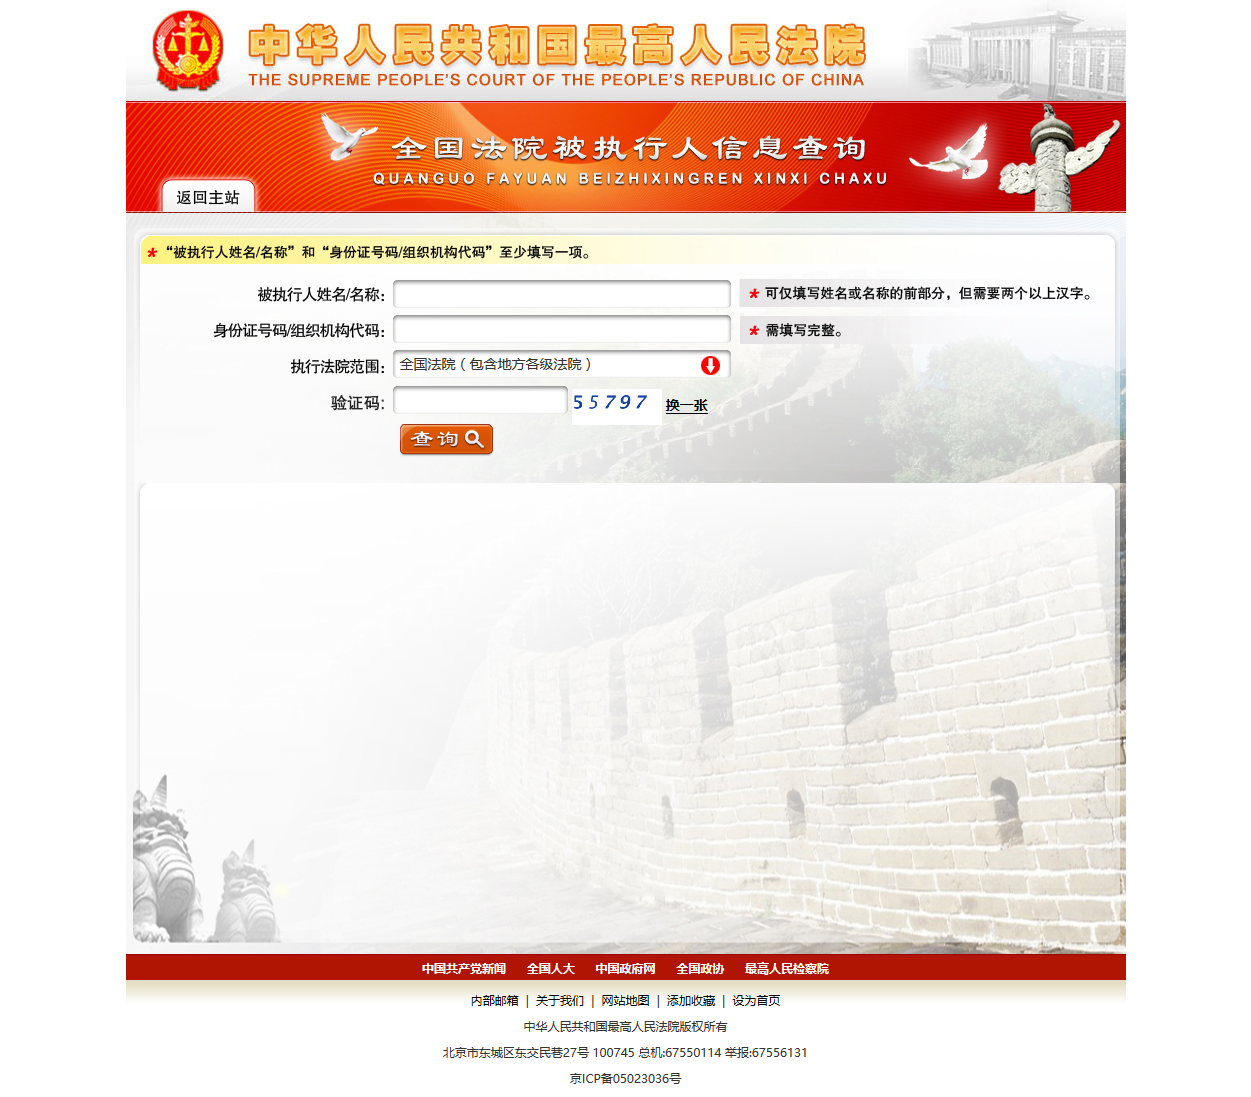 中华人民共和国最高人民法院
THE SUPREME PEOPLE'S COURT OF THE PEOPLE'S REPUBLIC OF CHINA
全国法院被执行人信息查询
QUANGUO FAYUAN BEIZHIXINGREN XINXI CHAXU
返回主站
* “被执行人姓名/名称”和“身份证号码/组织机构代码”至少填写一项。
被执行人姓名/名称: * 可仅填写姓名或名称的前部分，但需要两个以上汉字。
身份证号码/组织机构代码: * 需填写完整。
执行法院范围: 全国法院（包含地方各级法院）
验证码: 55797 换一张
查询
中国共产党新闻 全国人大 中国政府网 全国政协 最高人民检察院
内部邮箱 | 关于我们 | 网站地图 | 添加收藏 | 设为首页
中华人民共和国最高人民法院版权所有
北京市东城区东交民巷27号 100745 总机:67550114 举报:67556131
京ICP备05023036号